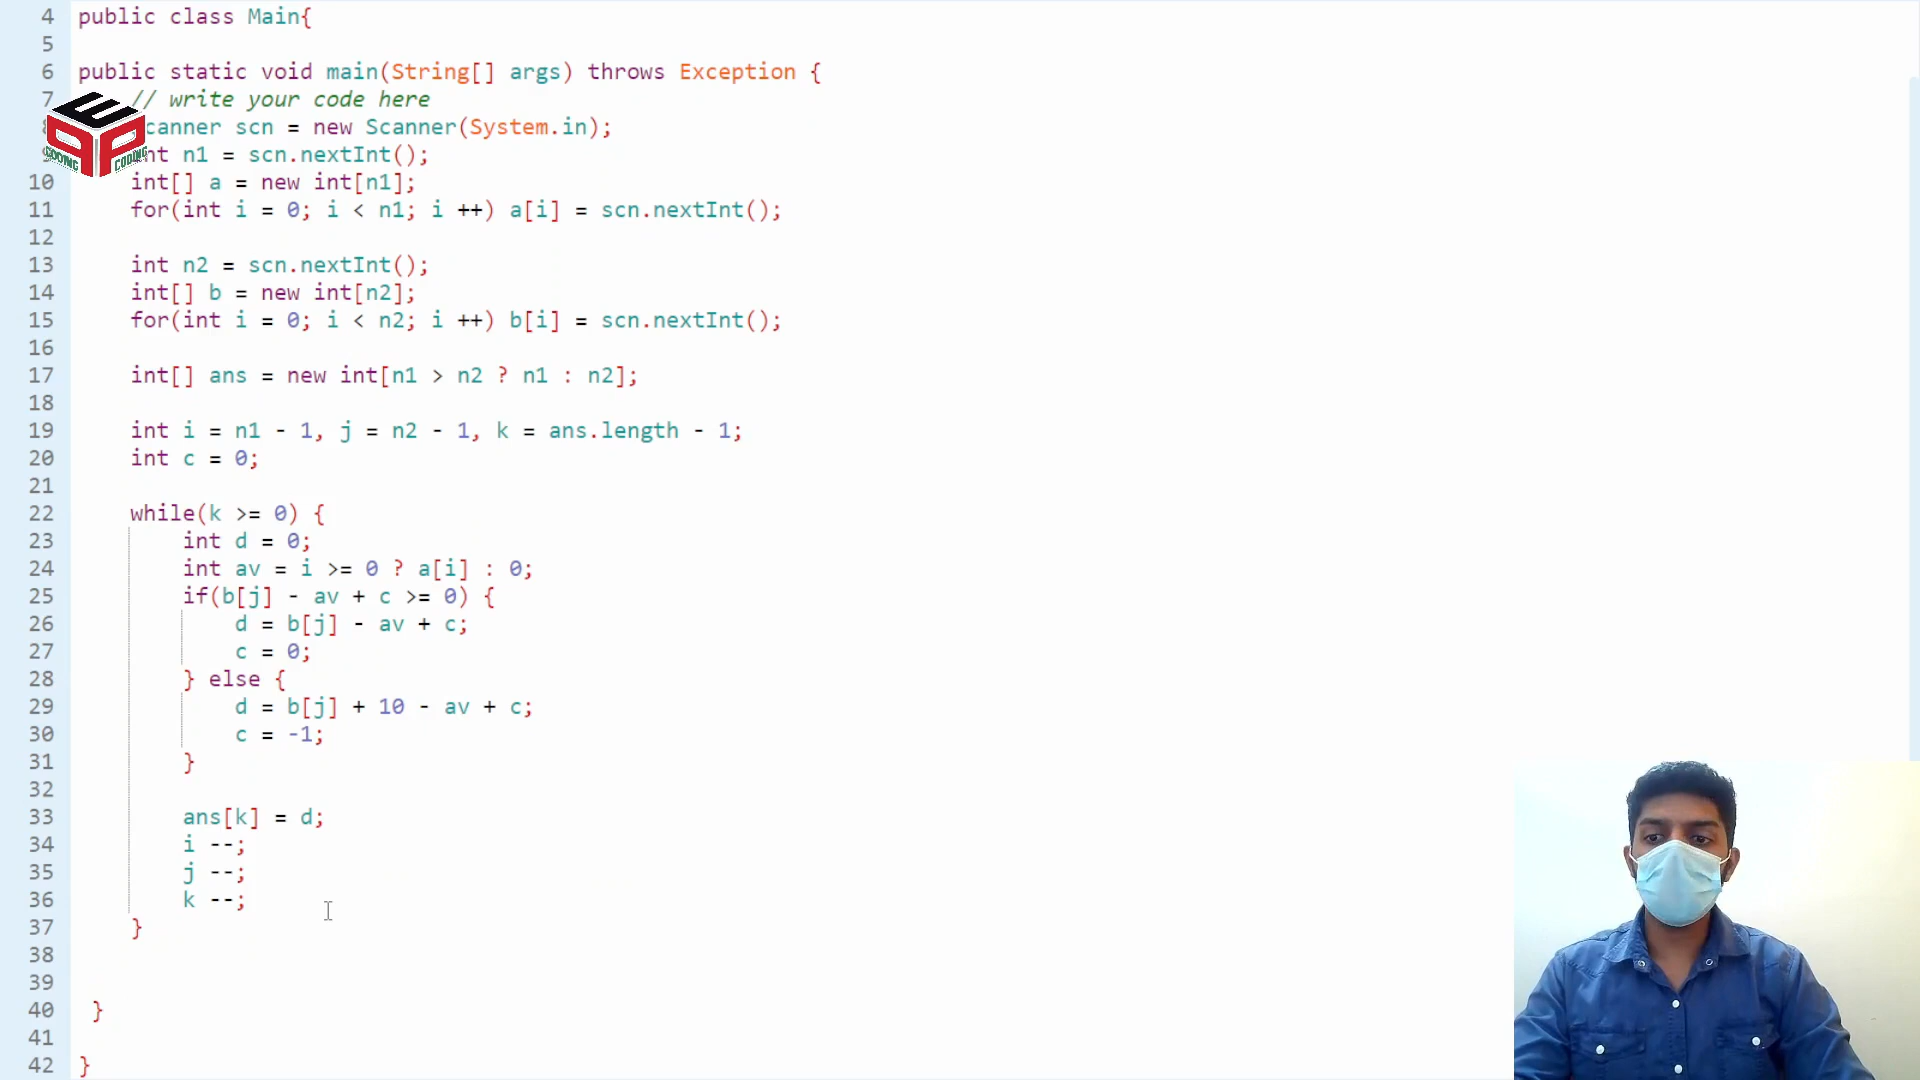 4 public class Main{
5
6 public static void main(String[] args) throws Exception {
7 // write your code here
canner scn = new Scanner(System.in);
nt n1 = scn.nextInt();
10 int[] a = new int[n1];
11 for(int i = 0; i < n1; i ++) a[i] = scn.nextInt();
12
13 int n2 = scn.nextInt();
14 int[] b = new int[n2];
15 for(int i = 0; i < n2; i ++) b[i] = scn.nextInt();
16
17 int[] ans = new int[n1 > n2 ? n1 : n2];
18
19 int i = n1 - 1, j = n2 - 1, k = ans.length - 1;
20 int c = 0;
21
22 while(k >= 0) {
23 int d = 0;
24 int av = i >= 0 ? a[i] : 0;
25 if(b[j] - av + c >= 0) {
26 d = b[j] - av + c;
27 c = 0;
28 } else {
29 d = b[j] + 10 - av + c;
30 c = -1;
31 }
32
33 ans[k] = d;
34 i --;
35 j --;
36 k --;
37 }
38
39
40 }
41
42 }